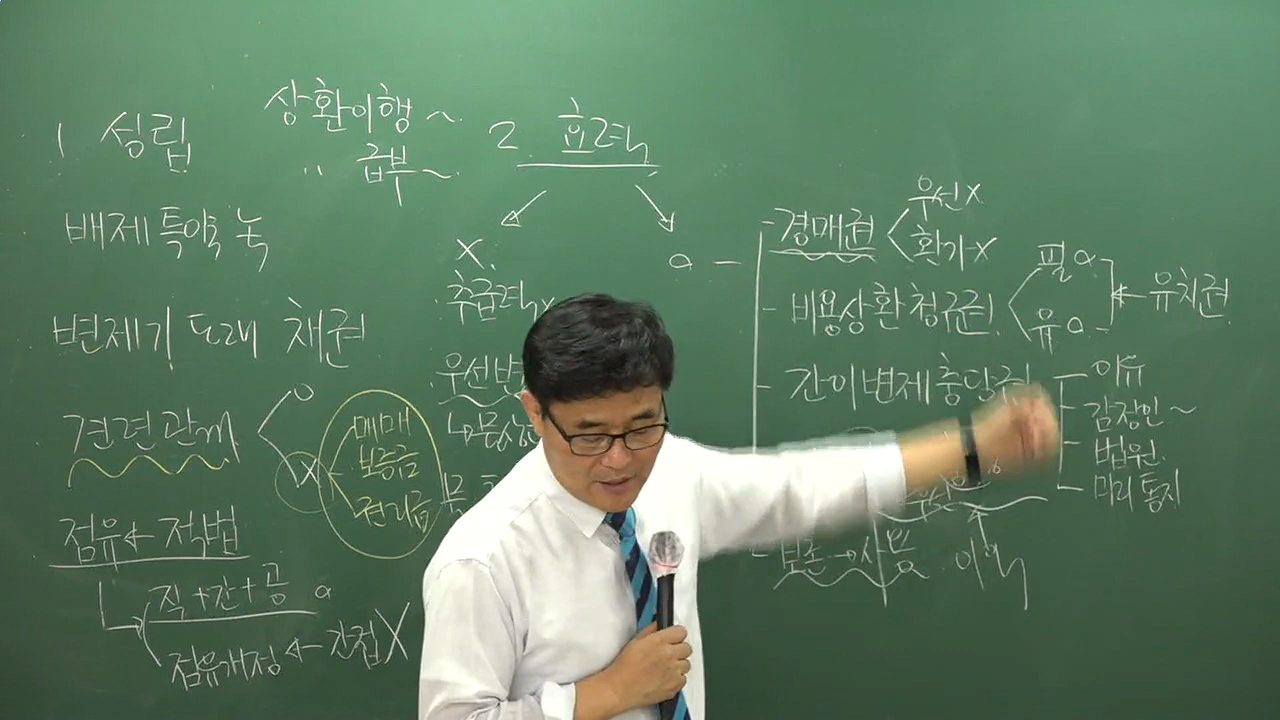 1 성립
상환이행~
〃 급부~
배제특약 녹
변제기 도래 채권
견련관계
O
X
매매
보증금
권리금
점유 ← 적법
직+간+공 a
점유개정 ← 간접 X
2. 효력
X.
추급력x
우선변
a -
- 경매권
우선X
환가-X
- 비용상환청구권
필a
유a
← 유치권
- 간이변제충당권
이유
감정인~
법원
미리 통지
보존 → 사용